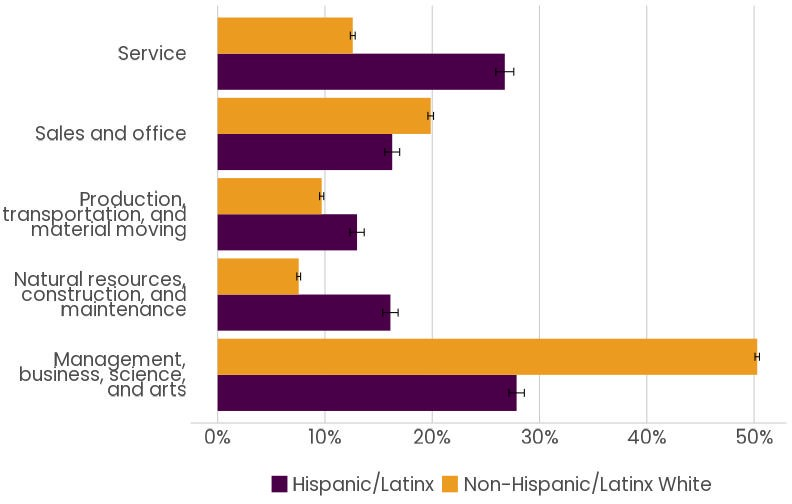 Service
Sales and office
Production,
transportation, and
material moving
Natural resources,
construction, and
maintenance
Management,
business, science,
and arts
0% 10% 20% 30% 40% 50%
Hispanic/Latinx Non-Hispanic/Latinx White